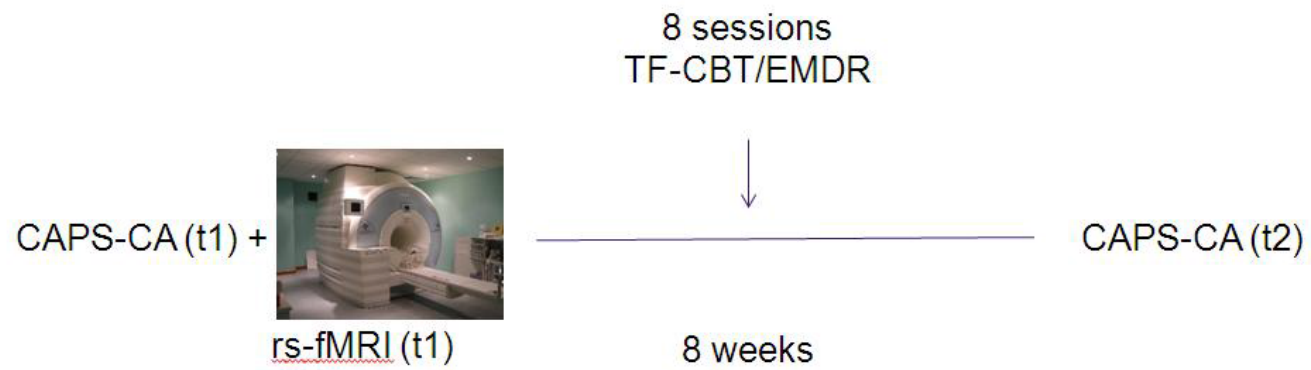 8 sessions
TF-CBT/EMDR
CAPS-CA (t1) +
CAPS-CA (t2)
rs-fMRI (t1)
8 weeks